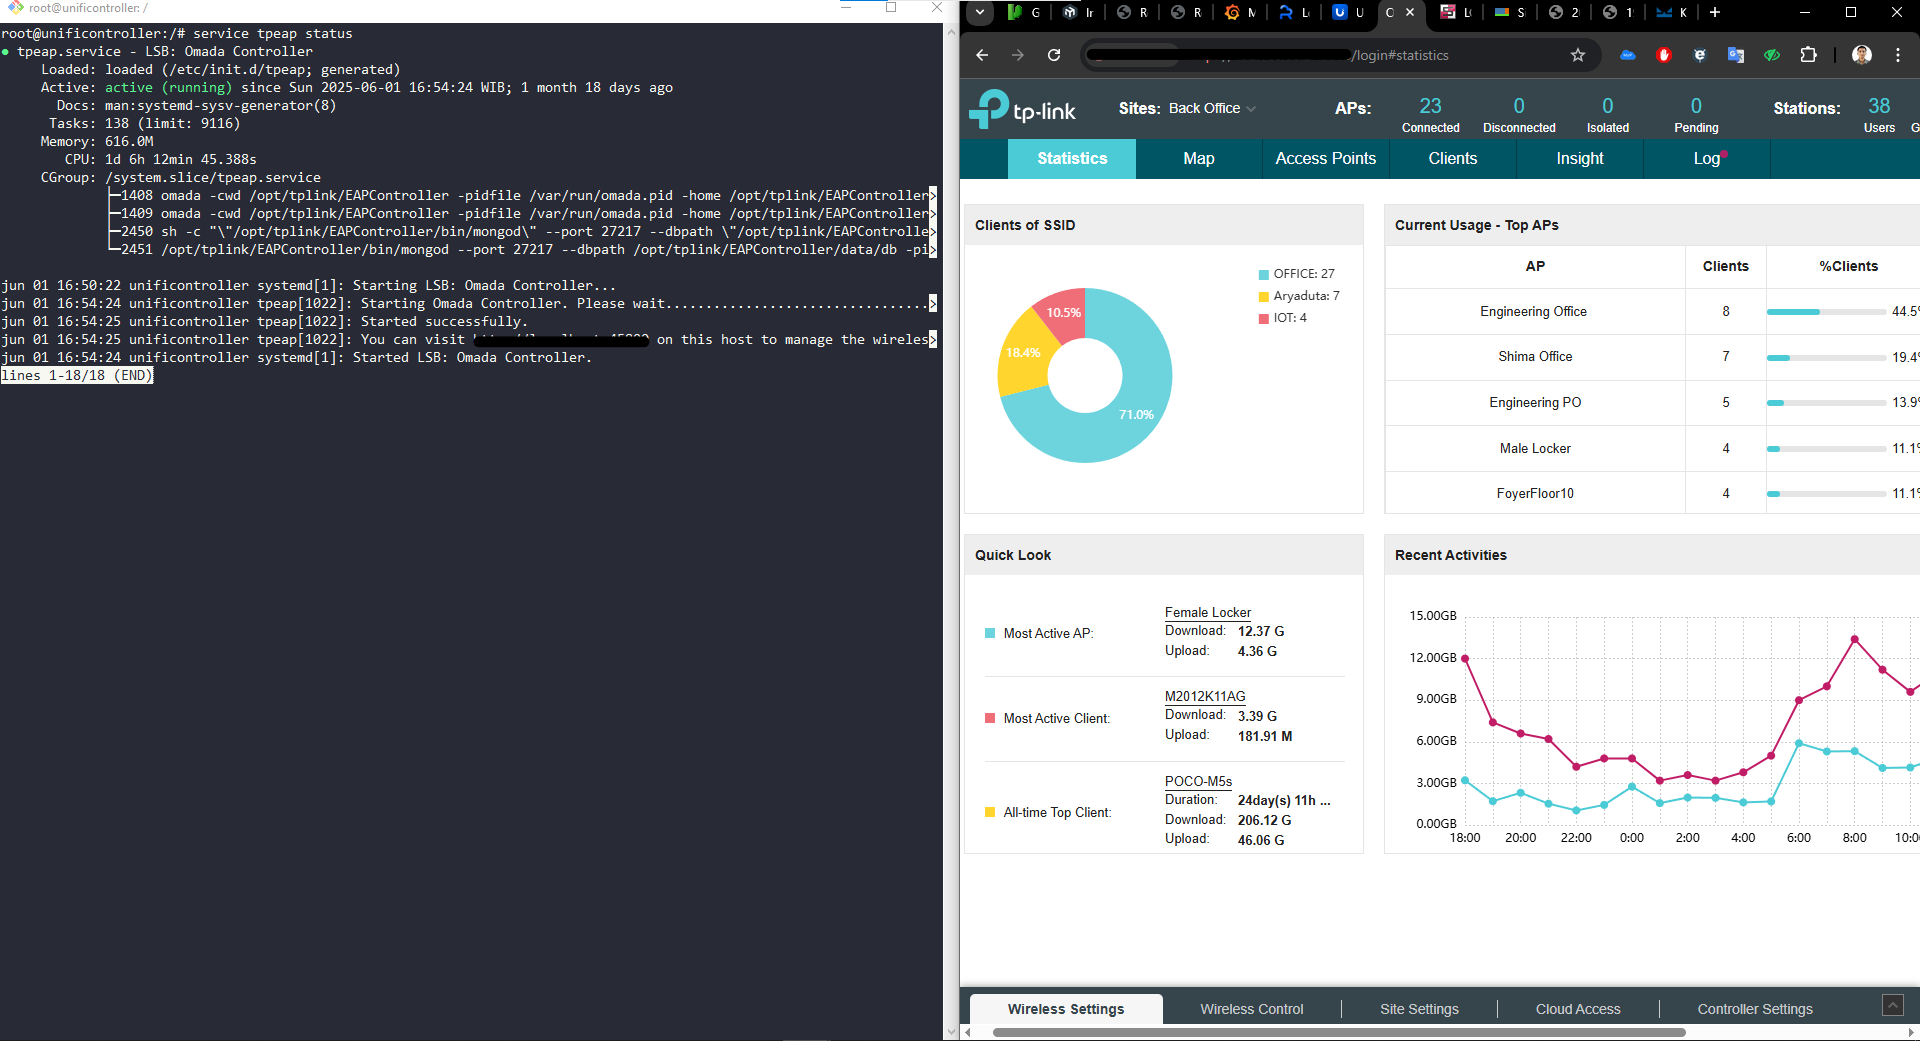 root@unificontroller: /
root@unificontroller:/# service tpeap status
● tpeap.service - LSB: Omada Controller
Loaded: loaded (/etc/init.d/tpeap; generated)
Active: active (running) since Sun 2025-06-01 16:54:24 WIB; 1 month 18 days ago
Docs: man:systemd-sysv-generator(8)
Tasks: 138 (limit: 9116)
Memory: 616.0M
CPU: 1d 6h 12min 45.388s
CGroup: /system.slice/tpeap.service
├─1408 omada -cwd /opt/tplink/EAPController -pidfile /var/run/omada.pid -home /opt/tplink/EAPController>
├─1409 omada -cwd /opt/tplink/EAPController -pidfile /var/run/omada.pid -home /opt/tplink/EAPController>
├─2450 sh -c "\"/opt/tplink/EAPController/bin/mongod\" --port 27217 --dbpath \"/opt/tplink/EAPControlle>
└─2451 /opt/tplink/EAPController/bin/mongod --port 27217 --dbpath /opt/tplink/EAPController/data/db -pi>
jun 01 16:50:22 unificontroller systemd[1]: Starting LSB: Omada Controller...
jun 01 16:54:24 unificontroller tpeap[1022]: Starting Omada Controller. Please wait................................>
jun 01 16:54:25 unificontroller tpeap[1022]: Started successfully.
jun 01 16:54:25 unificontroller tpeap[1022]: You can visit on this host to manage the wireles>
jun 01 16:54:24 unificontroller systemd[1]: Started LSB: Omada Controller.
lines 1-18/18 (END)
G Ir R R M L U O S K
/login#statistics
tp-link
Sites: Back Office
APs:
23
Connected
0
Disconnected
0
Isolated
0
Pending
Stations:
38
Users
G
Statistics
Map
Access Points
Clients
Insight
Log
Clients of SSID
OFFICE: 27
Aryaduta: 7
IOT: 4
10.5%
18.4%
71.0%
Current Usage - Top APs
AP Clients %Clients
Engineering Office 8 44.5%
Shima Office 7 19.4%
Engineering PO 5 13.9%
Male Locker 4 11.1%
FoyerFloor10 4 11.1%
Quick Look
Most Active AP:
Female Locker
Download: 12.37 G
Upload: 4.36 G
Most Active Client:
M2012K11AG
Download: 3.39 G
Upload: 181.91 M
All-time Top Client:
POCO-M5s
Duration: 24day(s) 11h ...
Download: 206.12 G
Upload: 46.06 G
Recent Activities
15.00GB
12.00GB
9.00GB
6.00GB
3.00GB
0.00GB
18:00 20:00 22:00 0:00 2:00 4:00 6:00 8:00 10:0
Wireless Settings
Wireless Control
Site Settings
Cloud Access
Controller Settings